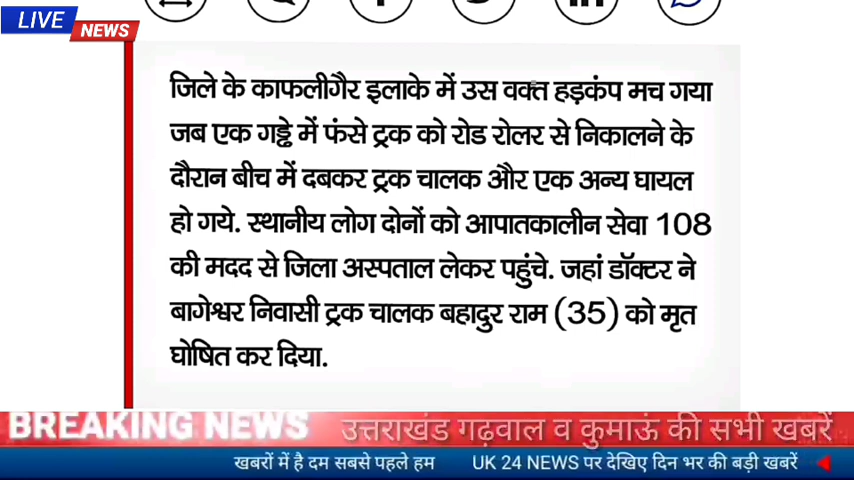 LIVE
NEWS
जिले के काफलीगैर इलाके में उस वक्त हड़कंप मच गया
जब एक गड्ढे में फंसे ट्रक को रोड रोलर से निकालने के
दौरान बीच में दबकर ट्रक चालक और एक अन्य घायल
हो गये. स्थानीय लोग दोनों को आपातकालीन सेवा 108
की मदद से जिला अस्पताल लेकर पहुंचे. जहां डॉक्टर ने
बागेश्वर निवासी ट्रक चालक बहादुर राम (35) को मृत
घोषित कर दिया.
BREAKING NEWS उत्तराखंड गढ़वाल व कुमाऊं की सभी खबरें
खबरों में है दम सबसे पहले हम UK 24 NEWS पर देखिए दिन भर की बड़ी खबरें